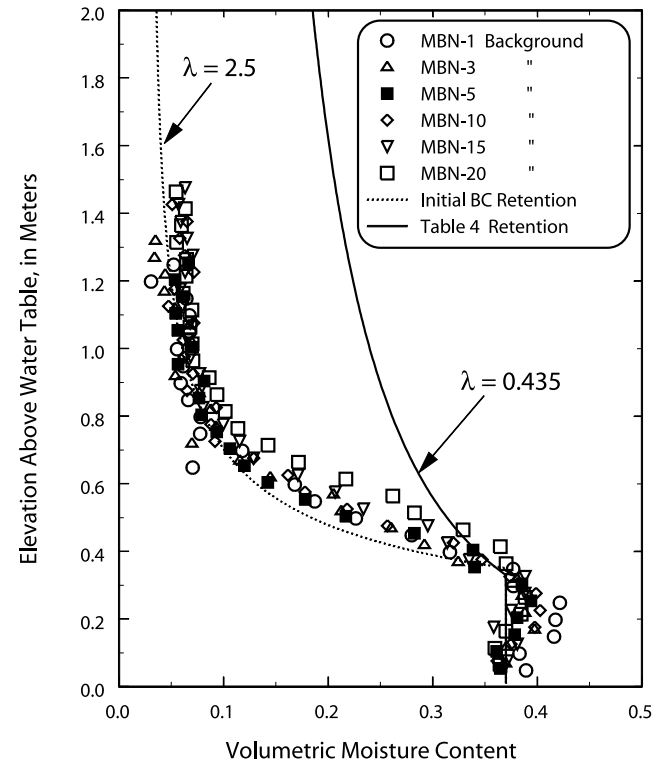 2.0
1.8
1.6
1.4
1.2
1.0
0.8
0.6
0.4
0.2
0.0
Elevation Above Water Table, in Meters
λ = 2.5
λ = 0.435
MBN-1 Background
MBN-3 "
MBN-5 "
MBN-10 "
MBN-15 "
MBN-20 "
Initial BC Retention
Table 4 Retention
0.0 0.1 0.2 0.3 0.4 0.5
Volumetric Moisture Content